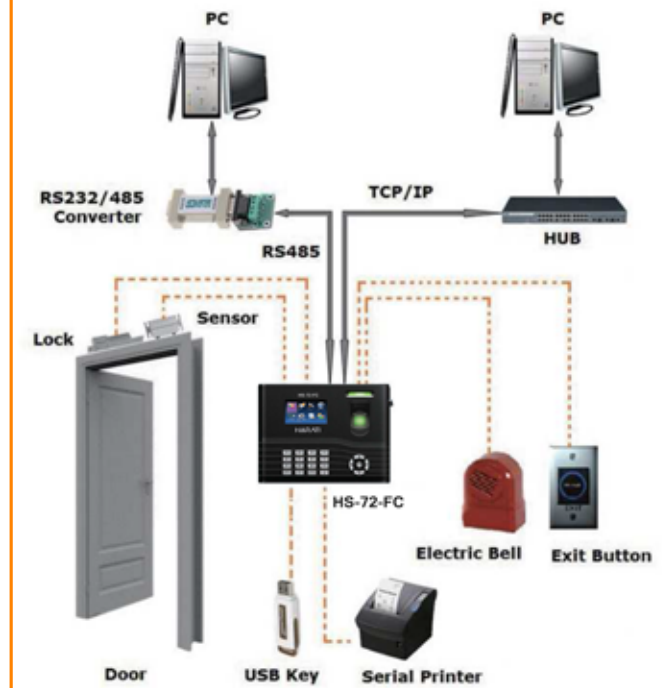 PC
PC
RS232/485
Converter
TCP/IP
RS485
HUB
Lock
Sensor
HS-72-FC
Electric Bell
Exit Button
EXIT
Door
USB Key
Serial Printer